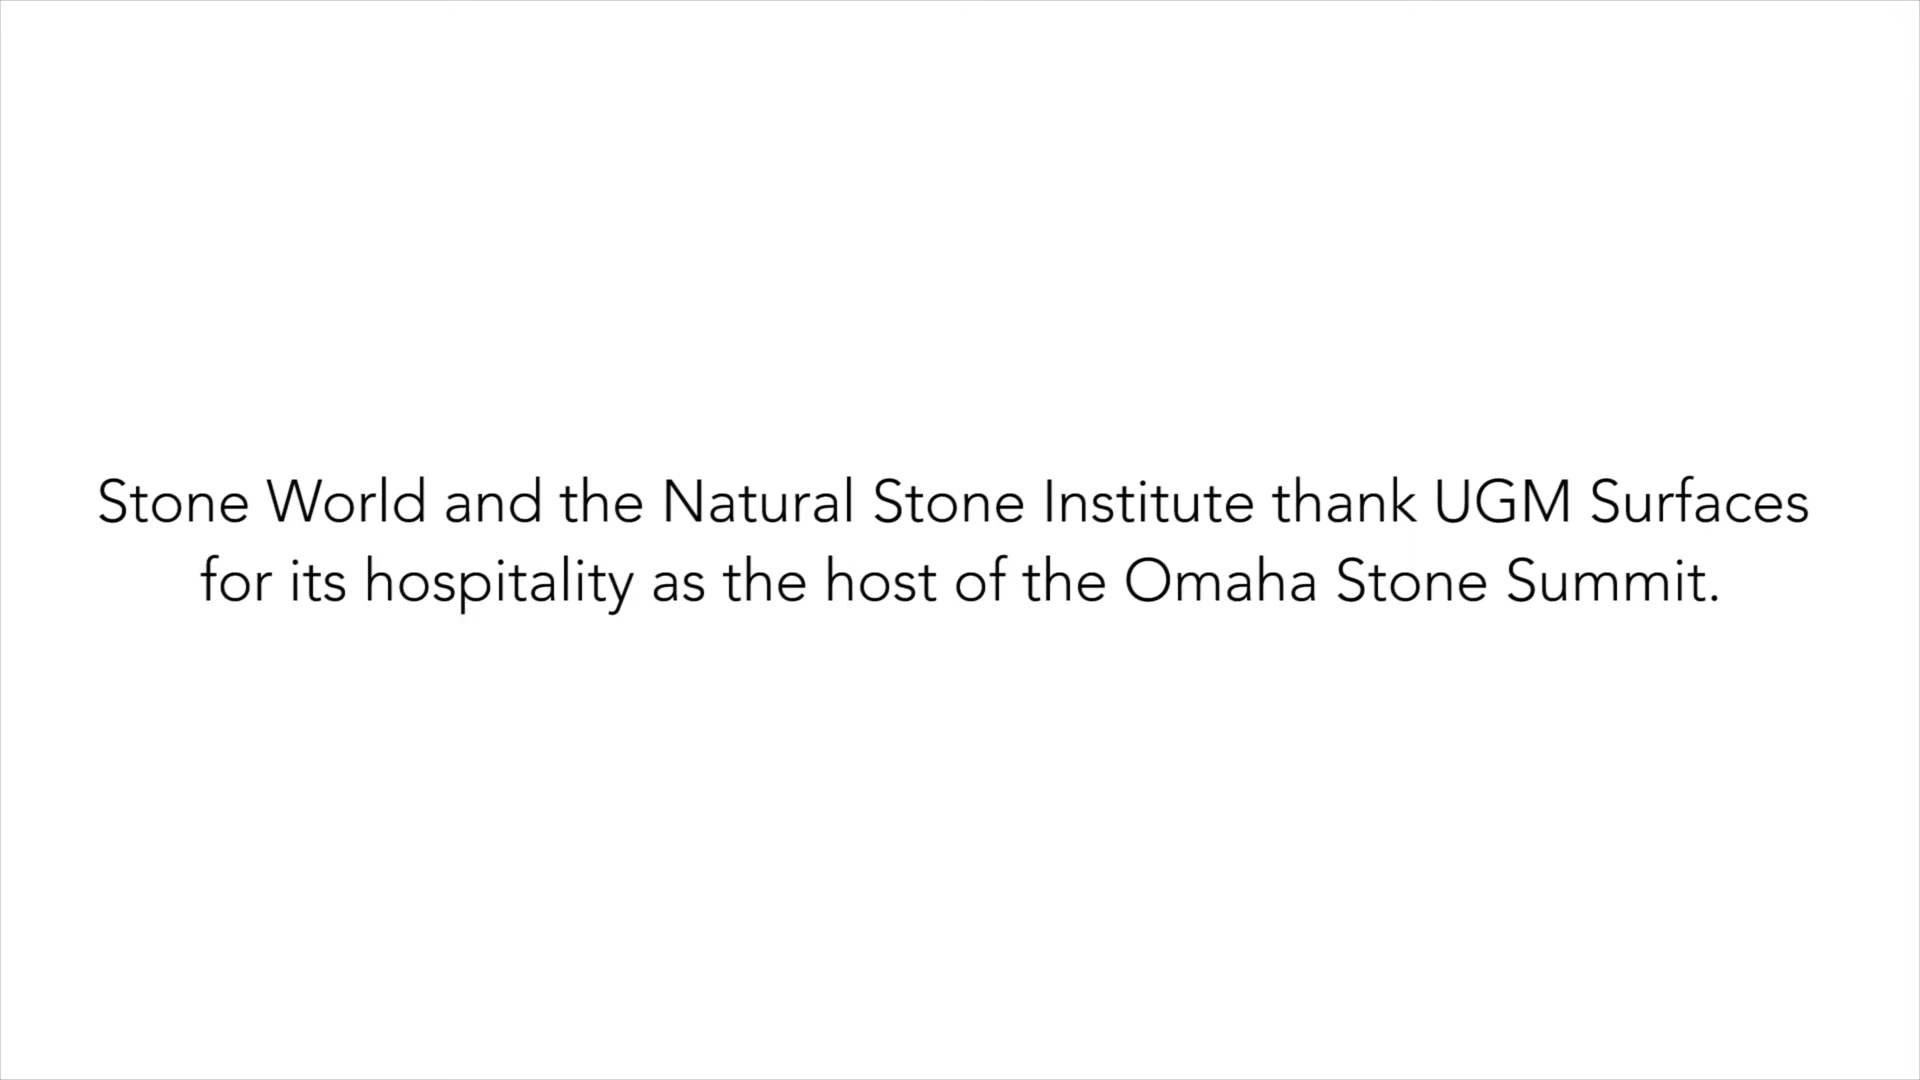 Stone World and the Natural Stone Institute thank UGM Surfaces
for its hospitality as the host of the Omaha Stone Summit.